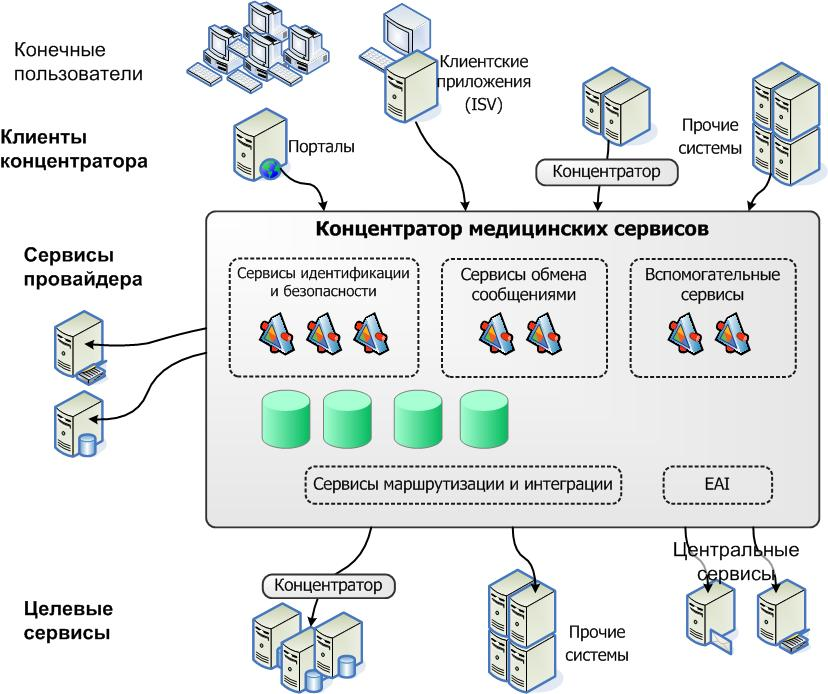 Конечные
пользователи
Клиентские
приложения
(ISV)
Клиенты
концентратора
Порталы
Концентратор
Прочие
системы
Концентратор медицинских сервисов
Сервисы
провайдера
Сервисы идентификации
и безопасности
Сервисы обмена
сообщениями
Вспомогательные
сервисы
Сервисы маршрутизации и интеграции
EAI
Целевые
сервисы
Концентратор
Прочие
системы
Центральные
сервисы